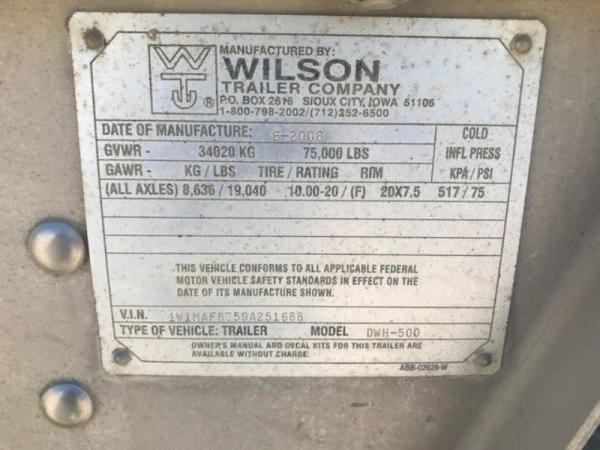 WT
®
MANUFACTURED BY:
WILSON
TRAILER COMPANY
P.O. BOX 2616 SIOUX CITY, IOWA 51106
1-800-798-2002/(712)252-6500
DATE OF MANUFACTURE: 6-2008 COLD
GVWR - 34020 KG 75,000 LBS INFL PRESS
GAWR - KG / LBS TIRE / RATING RIM KPA / PSI
(ALL AXLES) 8,636 / 19,040 10.00-20 / (F) 20X7.5 517 / 75
THIS VEHICLE CONFORMS TO ALL APPLICABLE FEDERAL
MOTOR VEHICLE SAFETY STANDARDS IN EFFECT ON THE
DATE OF ITS MANUFACTURE SHOWN.
V.I.N. 1W1MAF8759A251688
TYPE OF VEHICLE: TRAILER MODEL DWH-500
OWNER'S MANUAL AND DECAL KITS FOR THIS TRAILER ARE
AVAILABLE WITHOUT CHARGE.
ABB-02629-W